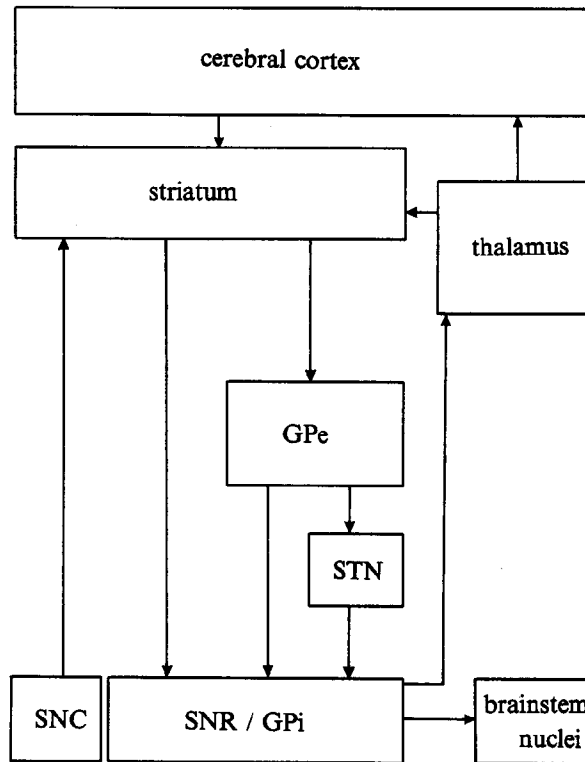 cerebral cortex
striatum
thalamus
GPe
STN
SNC
SNR / GPi
brainstem
nuclei